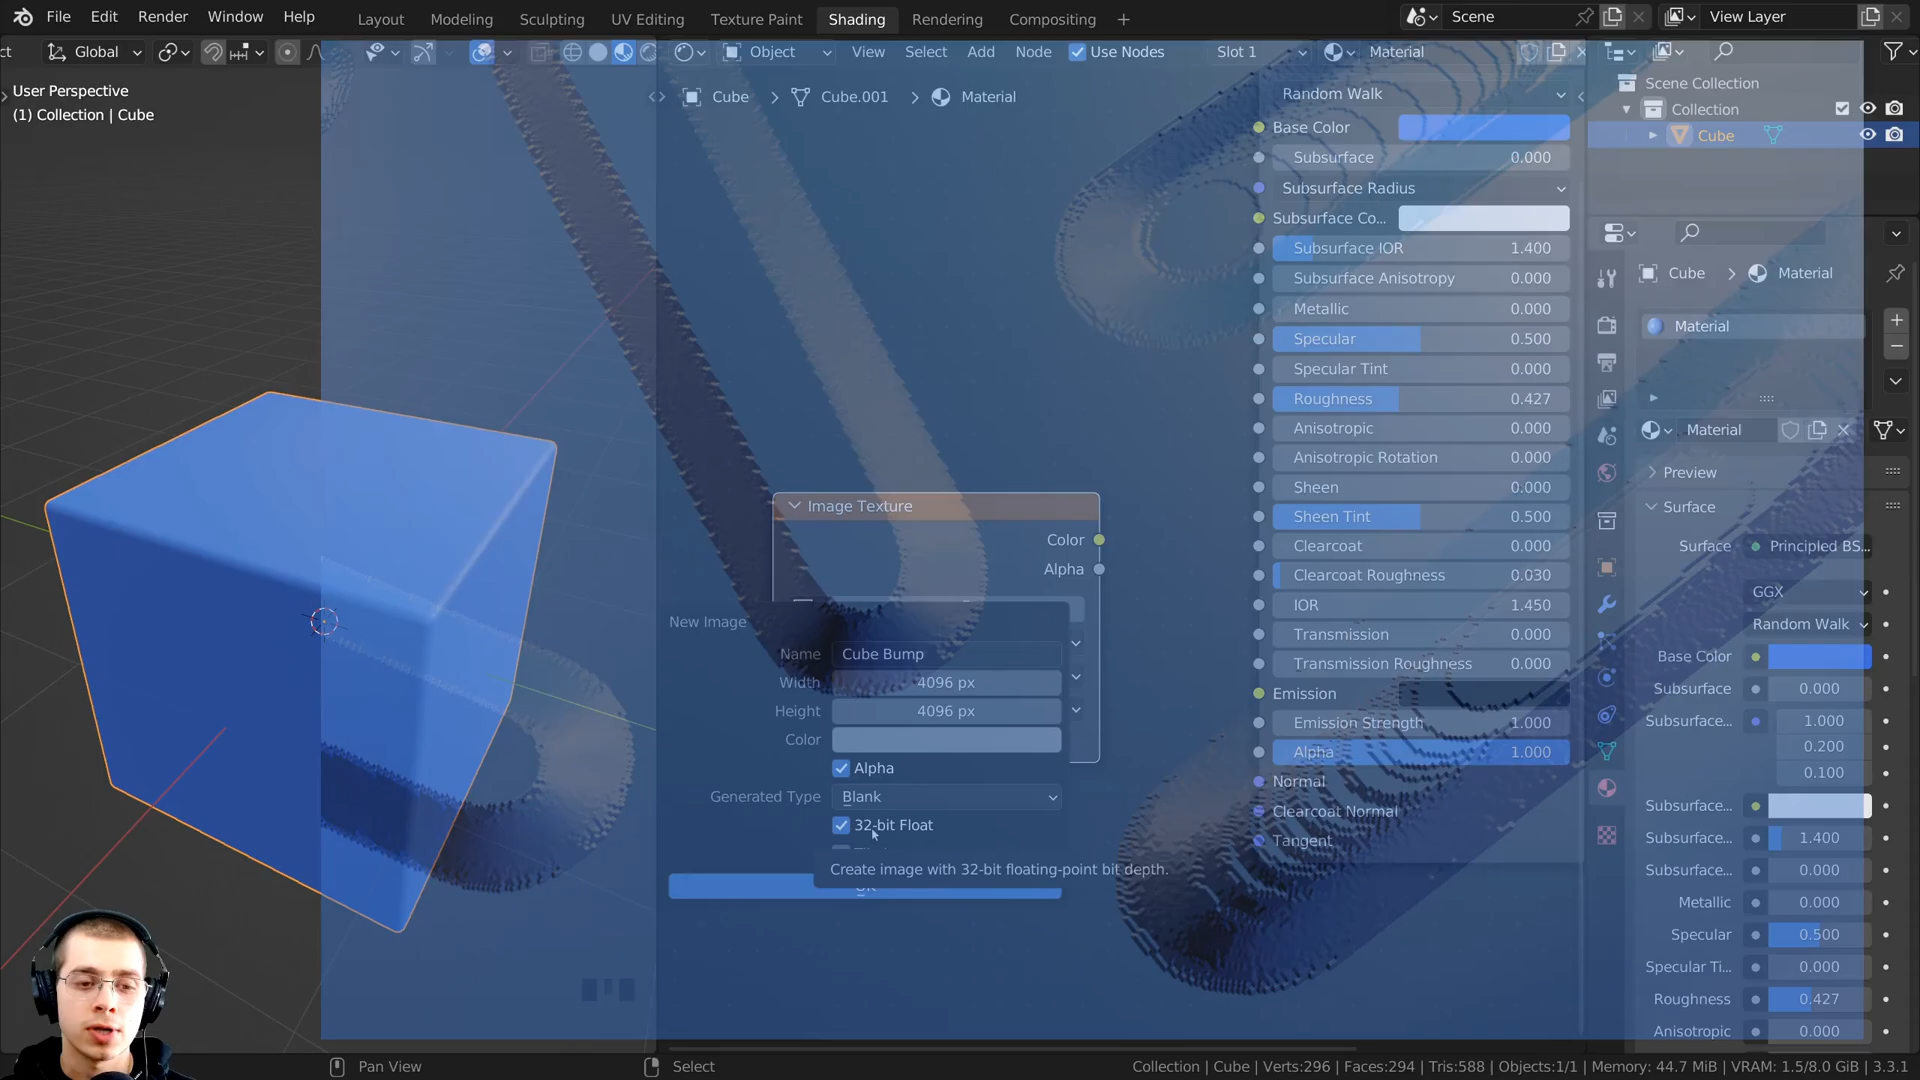 File Edit Render Window Help Layout Modeling Sculpting UV Editing Texture Paint Shading Rendering Compositing + Scene View Layer
Global Object View Select Add Node Use Nodes Slot 1 Material
User Perspective
(1) Collection | Cube
Cube > Cube.001 > Material
Random Walk
Base Color
Subsurface 0.000
Subsurface Radius
Subsurface Co...
Subsurface IOR 1.400
Subsurface Anisotropy 0.000
Metallic 0.000
Specular 0.500
Specular Tint 0.000
Roughness 0.427
Anisotropic 0.000
Anisotropic Rotation 0.000
Sheen 0.000
Sheen Tint 0.500
Clearcoat 0.000
Clearcoat Roughness 0.030
IOR 1.450
Transmission 0.000
Transmission Roughness 0.000
Emission
Emission Strength 1.000
Alpha 1.000
Normal
Clearcoat Normal
Tangent
Image Texture
Color
Alpha
New Image
Name Cube Bump
Width 4096 px
Height 4096 px
Color
Alpha
Generated Type Blank
32-bit Float
Create image with 32-bit floating-point bit depth.
Scene Collection
Collection
Cube
Cube > Material
Material
Material
Preview
Surface
Surface Principled BS...
GGX
Random Walk
Base Color
Subsurface 0.000
Subsurface... 1.000
0.200
0.100
Subsurface...
Subsurface... 1.400
Subsurface... 0.000
Metallic 0.000
Specular 0.500
Specular Ti... 0.000
Roughness 0.427
Anisotropic 0.000
Pan View Select Collection | Cube | Verts:296 | Faces:294 | Tris:588 | Objects:1/1 | Memory: 44.7 MiB | VRAM: 1.5/8.0 GiB | 3.3.1